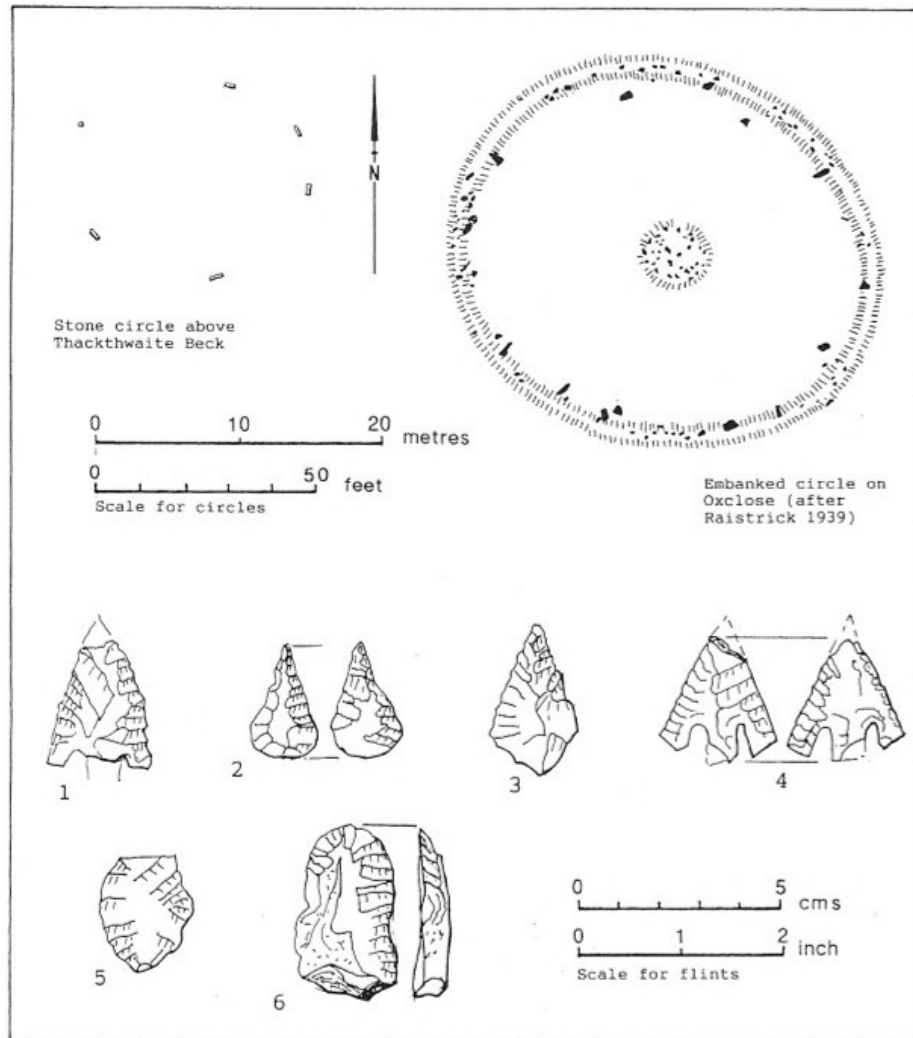 N
Stone circle above
Thackthwaite Beck
0 10 20 metres
0 50 feet
Scale for circles
Embanked circle on
Oxclose (after
Raistrick 1939)
1
2
3
4
5
6
0 5 cms
0 1 2 inch
Scale for flints